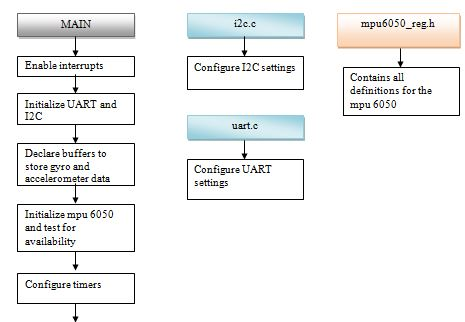 MAIN
Enable interrupts
Initialize UART and
I2C
Declare buffers to
store gyro and
accelerometer data
Initialize mpu 6050
and test for
availability
Configure timers
i2c.c
Configure I2C settings
uart.c
Configure UART
settings
mpu6050_reg.h
Contains all
definitions for the
mpu 6050